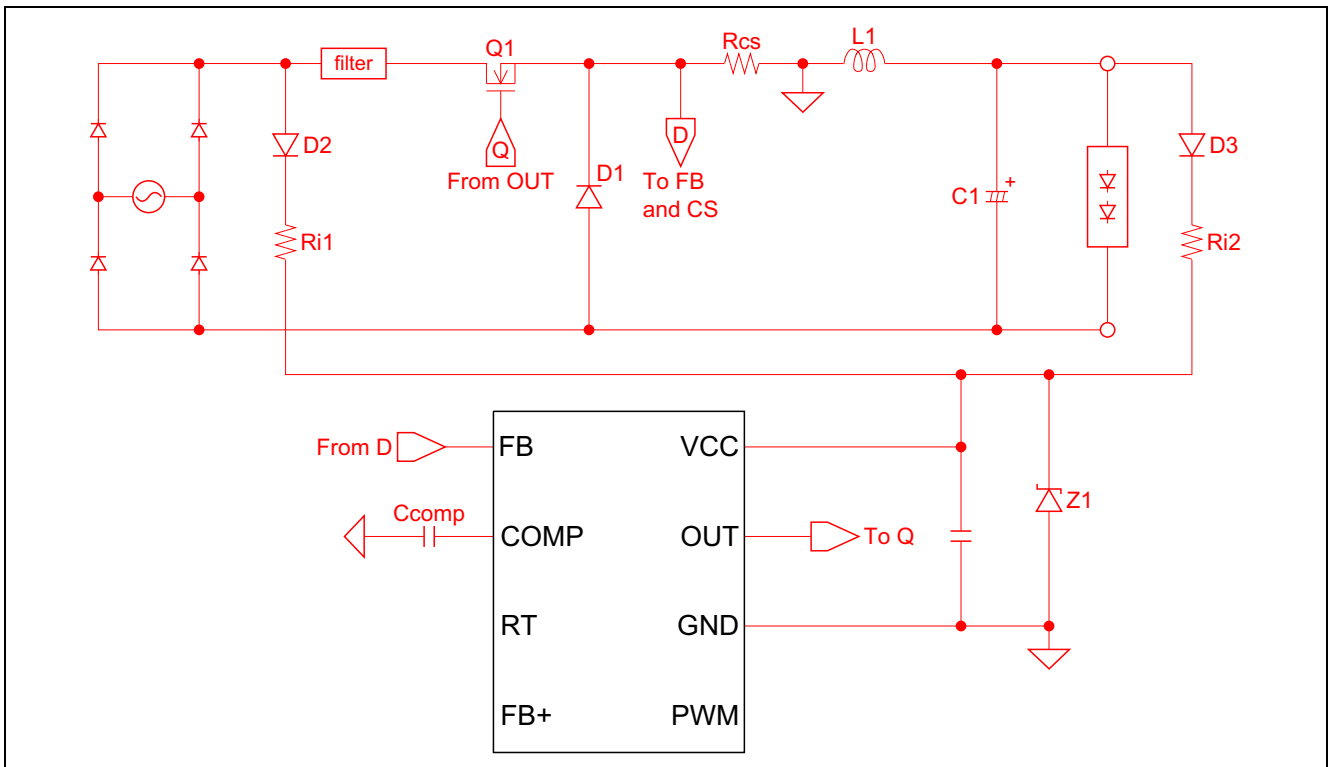 Q1
Rcs
L1
filter
D2
Q
From OUT
D1
D
To FB
and CS
C1
+
D3
Ri1
Ri2
From D
FB
VCC
Ccomp
COMP
OUT
To Q
Z1
RT
GND
FB+
PWM